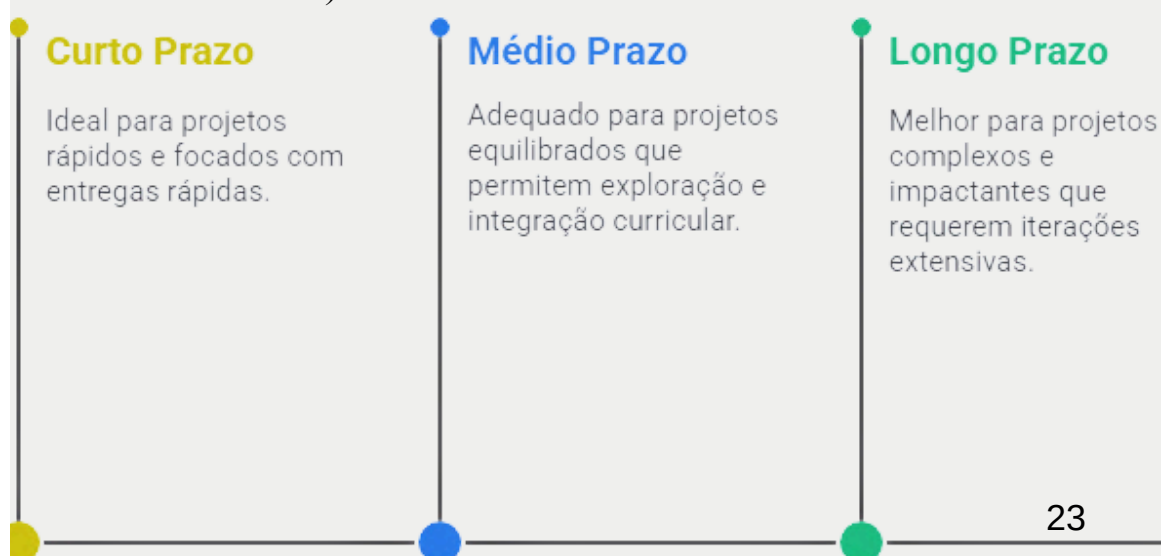 Curto Prazo
Ideal para projetos
rápidos e focados com
entregas rápidas.
Médio Prazo
Adequado para projetos
equilibrados que
permitem exploração e
integração curricular.
Longo Prazo
Melhor para projetos
complexos e
impactantes que
requerem iterações
extensivas.
23